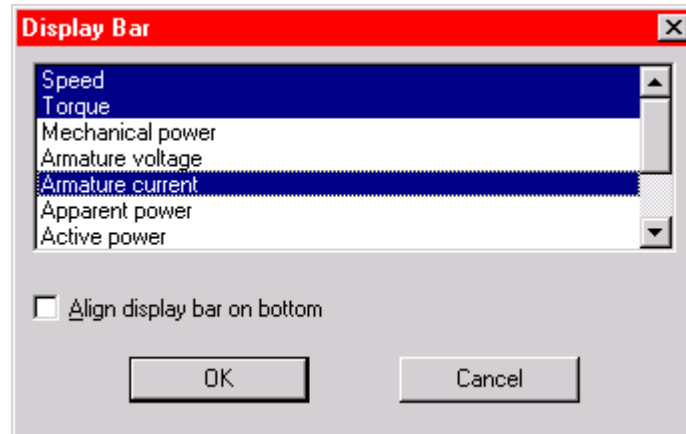 Display Bar
Speed
Torque
Mechanical power
Armature voltage
Armature current
Apparent power
Active power
Align display bar on bottom
OK
Cancel